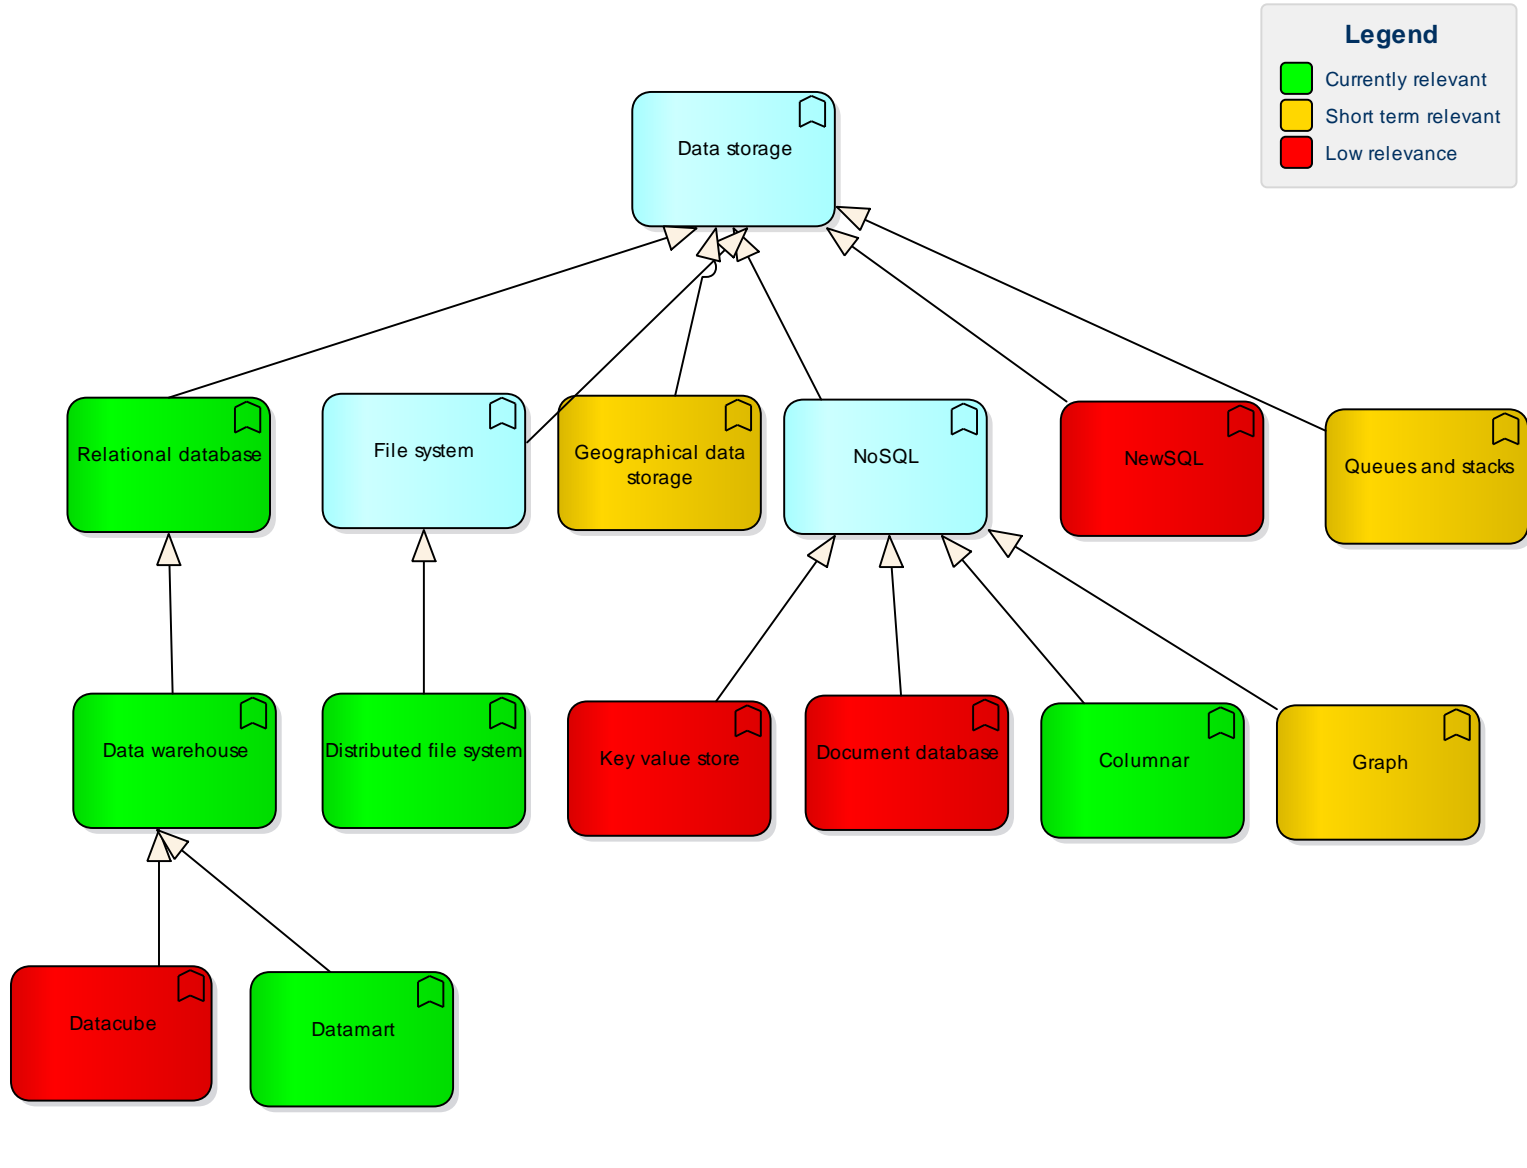 Legend
Currently relevant
Short term relevant
Low relevance
Data storage
Relational database
File system
Geographical data
storage
NoSQL
NewSQL
Queues and stacks
Data warehouse
Distributed file system
Key value store
Document database
Columnar
Graph
Datacube
Datamart